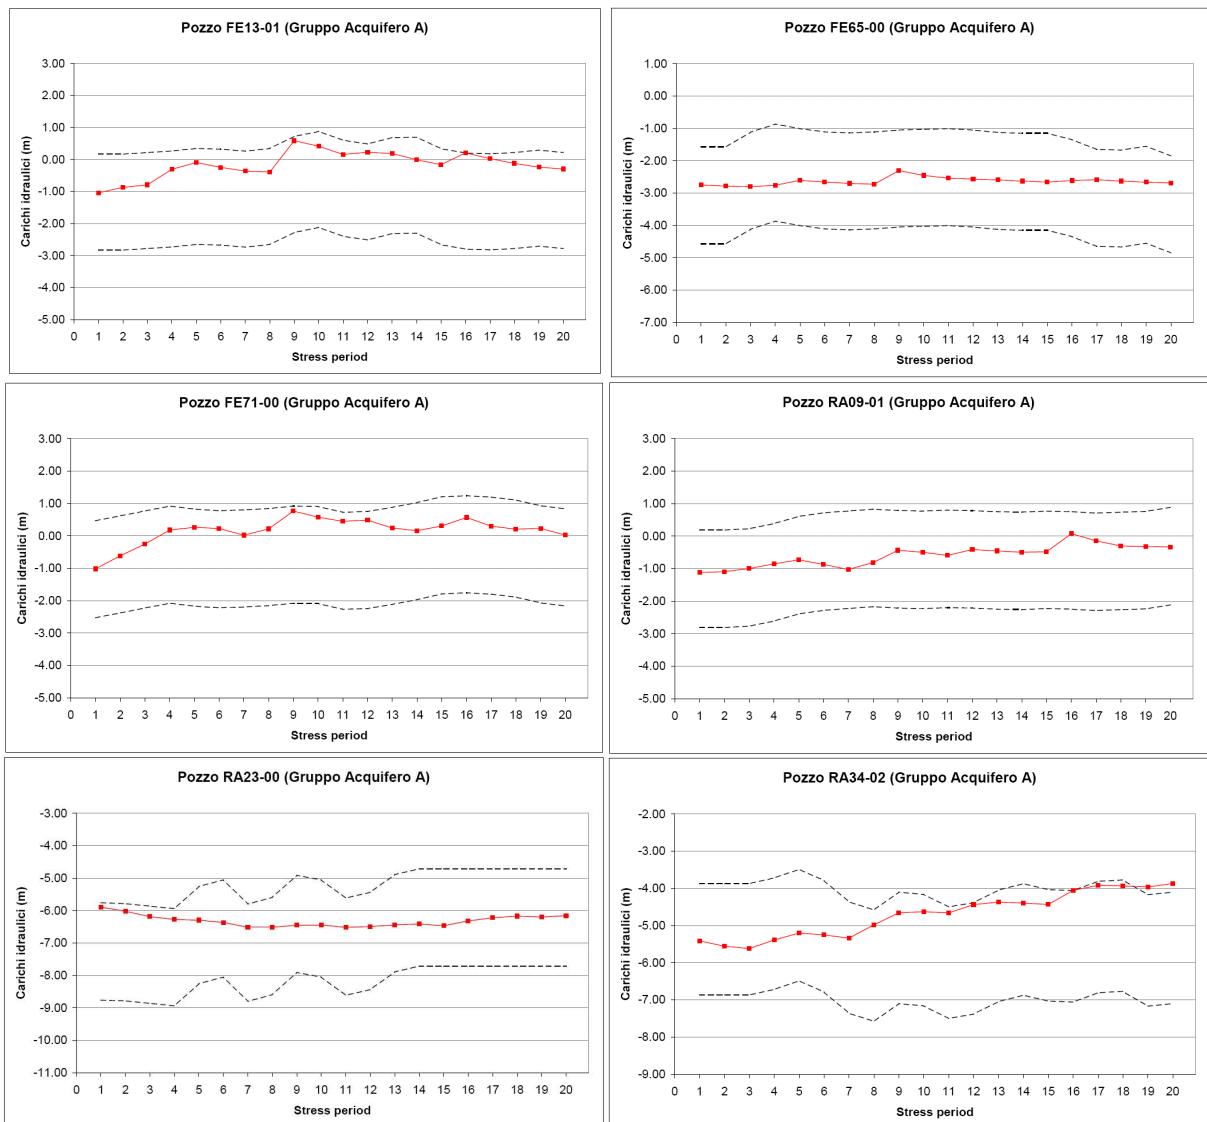 Pozzo FE13-01 (Gruppo Acquifero A)
Carichi idraulici (m)
3.00
2.00
1.00
0.00
-1.00
-2.00
-3.00
-4.00
-5.00
0 1 2 3 4 5 6 7 8 9 10 11 12 13 14 15 16 17 18 19 20
Stress period
Pozzo FE65-00 (Gruppo Acquifero A)
Carichi idraulici (m)
1.00
0.00
-1.00
-2.00
-3.00
-4.00
-5.00
-6.00
-7.00
0 1 2 3 4 5 6 7 8 9 10 11 12 13 14 15 16 17 18 19 20
Stress period
Pozzo FE71-00 (Gruppo Acquifero A)
Carichi idraulici (m)
3.00
2.00
1.00
0.00
-1.00
-2.00
-3.00
-4.00
-5.00
0 1 2 3 4 5 6 7 8 9 10 11 12 13 14 15 16 17 18 19 20
Stress period
Pozzo RA09-01 (Gruppo Acquifero A)
Carichi idraulici (m)
3.00
2.00
1.00
0.00
-1.00
-2.00
-3.00
-4.00
-5.00
0 1 2 3 4 5 6 7 8 9 10 11 12 13 14 15 16 17 18 19 20
Stress period
Pozzo RA23-00 (Gruppo Acquifero A)
Carichi idraulici (m)
-3.00
-4.00
-5.00
-6.00
-7.00
-8.00
-9.00
-10.00
-11.00
0 1 2 3 4 5 6 7 8 9 10 11 12 13 14 15 16 17 18 19 20
Stress period
Pozzo RA34-02 (Gruppo Acquifero A)
Carichi idraulici (m)
-2.00
-3.00
-4.00
-5.00
-6.00
-7.00
-8.00
-9.00
0 1 2 3 4 5 6 7 8 9 10 11 12 13 14 15 16 17 18 19 20
Stress period